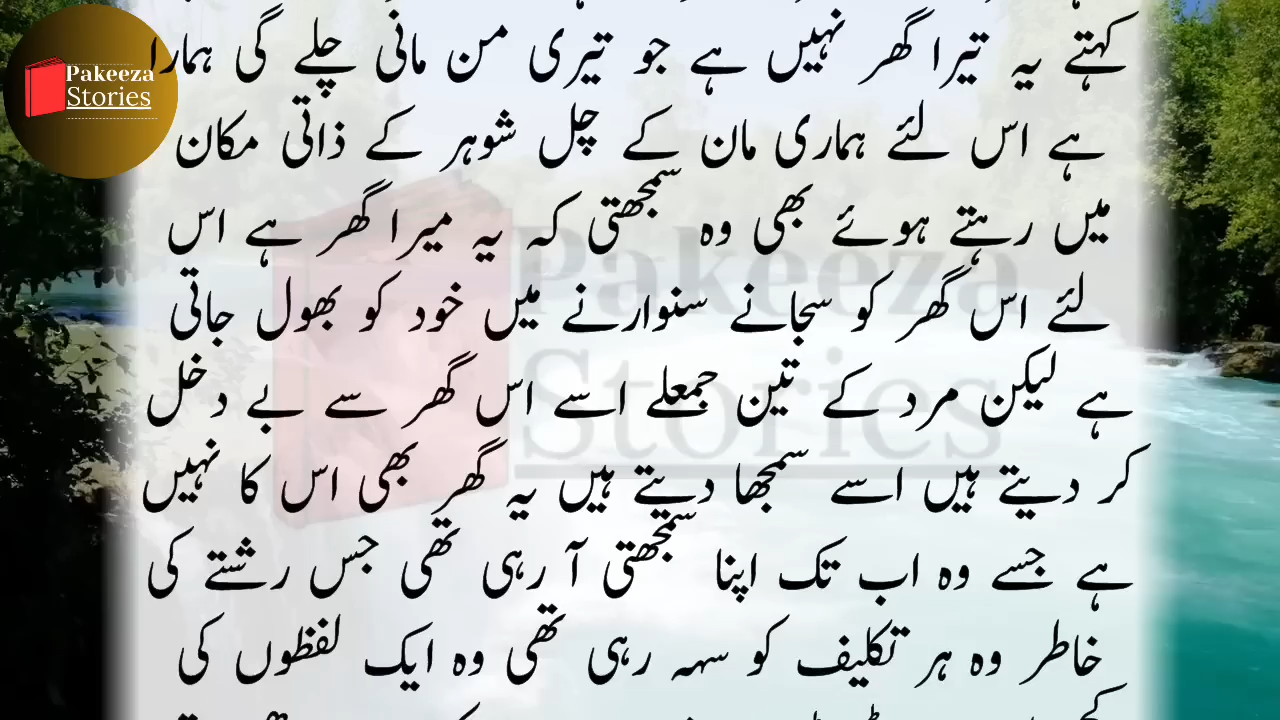 Pakeeza
Stories
کہتے یہ تیرا گھر نہیں ہے جو تیری من مانی چلے گی ہمارا
ہے اس لئے ہماری مان کے چل شوہر کے ذاتی مکان
میں رہتے ہوئے بھی وہ سمجھتی کہ یہ میرا گھر ہے اس
لئے اس گھر کو سجانے سنوارنے میں خود کو بھول جاتی
ہے لیکن مرد کے تین جمعلے اسے اس گھر سے بے دخل
کر دیتے ہیں اسے سمجھا دیتے ہیں یہ گھر بھی اس کا نہیں
ہے جسے وہ اب تک اپنا سمجھتی آ رہی تھی جس رشتے کی
خاطر وہ ہر تکلیف کو سہہ رہی تھی وہ ایک لفظوں کی
Pakeeza
Stories